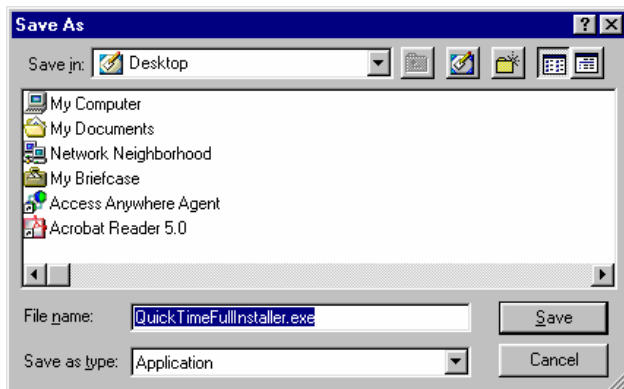 Save As
Save in: Desktop
My Computer
My Documents
Network Neighborhood
My Briefcase
Access Anywhere Agent
Acrobat Reader 5.0
File name: QuickTimeFullInstaller.exe Save
Save as type: Application Cancel